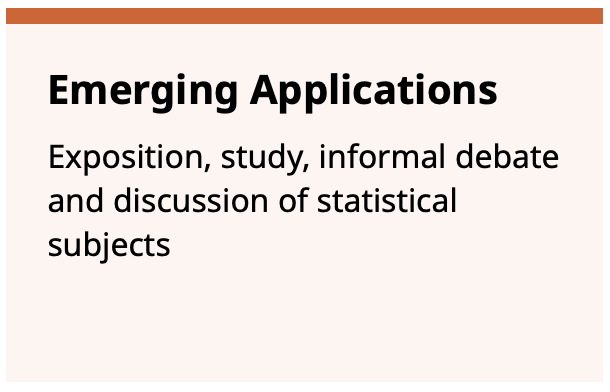 Emerging Applications
Exposition, study, informal debate
and discussion of statistical
subjects